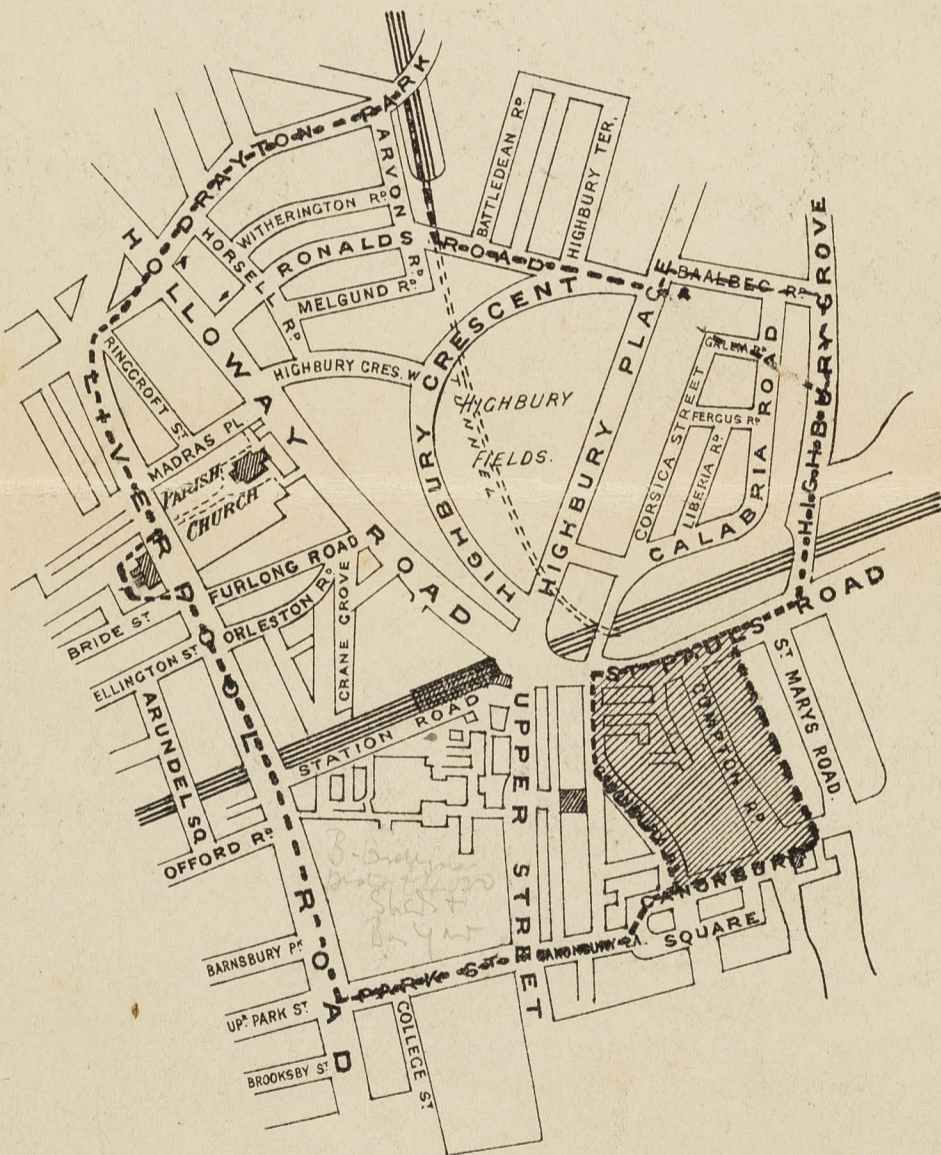 DRAYTON PARK
ARVON RD
BATTLEDEAN RD
HIGHBURY TER,
WITHERINGTON RD
HORSELL RD
RONALDS ROAD
MELGUND RD
HOLLOWAY ROAD
BAALBEC RD
HIGHBURY GROVE
HIGHBURY CRESCENT
HIGHBURY PLACE
RINGCROFT ST
HIGHBURY CRES. W
GALEN RD
FERGUS RD
CORSICA STREET
LIBERIA RD
CALABRIA ROAD
TUNNEL
HIGHBURY
FIELDS.
LIVERPOOL ROAD
MADRAS PL
PARISH
CHURCH
FURLONG ROAD
ORLESTON RD
CRANE GROVE
BRIDE ST
ELLINGTON ST
ARUNDEL SQ
STATION ROAD
ST PAULS ROAD
ST MARYS ROAD.
COMPTON RD
UPPER STREET
OFFORD RD
CANONBURY
CANONBURY LA. SQUARE
BARNSBURY PK
PARK ST
UPR PARK ST
COLLEGE ST
BROOKSBY ST